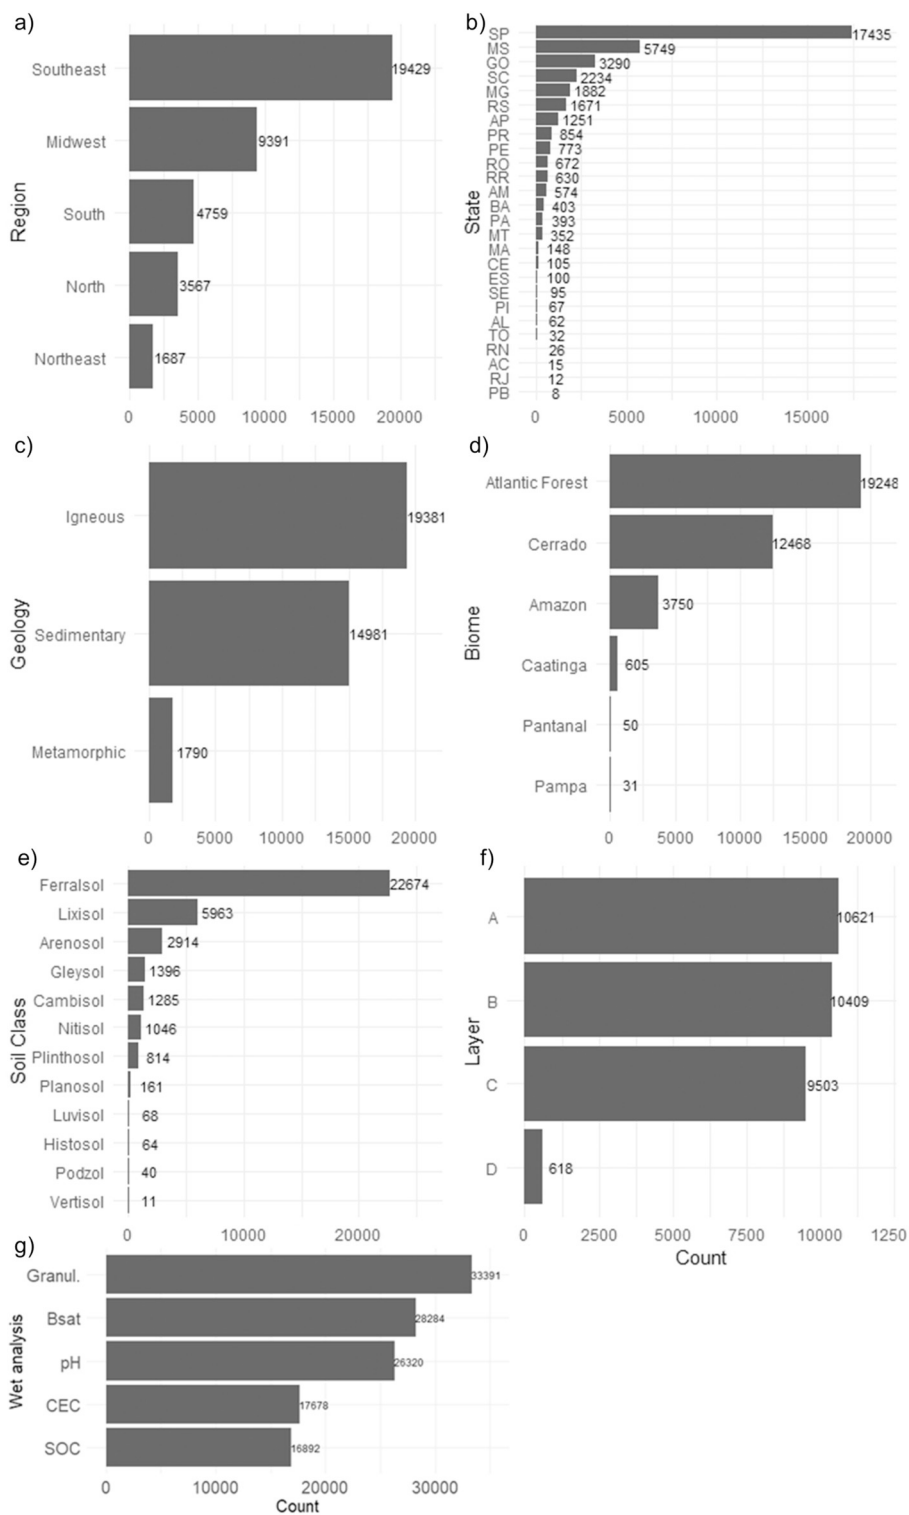 a)
Region
Southeast 19429
Midwest 9391
South 4759
North 3567
Northeast 1687
0 5000 10000 15000 20000
b)
State
SP 17435
MS 5749
GO 3290
SC 2234
MG 1882
RS 1671
AP 1251
PR 854
PE 773
RO 672
RR 630
AM 574
BA 403
PA 393
MT 352
MA 148
CE 105
ES 100
SE 95
PI 67
AL 62
TO 32
RN 26
AC 15
RJ 12
PB 8
0 5000 10000 15000
c)
Geology
Igneous 19381
Sedimentary 14981
Metamorphic 1790
0 5000 10000 15000 20000
d)
Biome
Atlantic Forest 19248
Cerrado 12468
Amazon 3750
Caatinga 605
Pantanal 50
Pampa 31
0 5000 10000 15000 20000
e)
Soil Class
Ferralsol 22674
Lixisol 5963
Arenosol 2914
Gleysol 1396
Cambisol 1285
Nitisol 1046
Plinthosol 814
Planosol 161
Luvisol 68
Histosol 64
Podzol 40
Vertisol 11
0 10000 20000
f)
Layer
A 10621
B 10409
C 9503
D 618
0 2500 5000 7500 10000 1250
Count
g)
Wet analysis
Granul. 33391
Bsat 28284
pH 26320
CEC 17678
SOC 16892
0 10000 20000 30000
Count